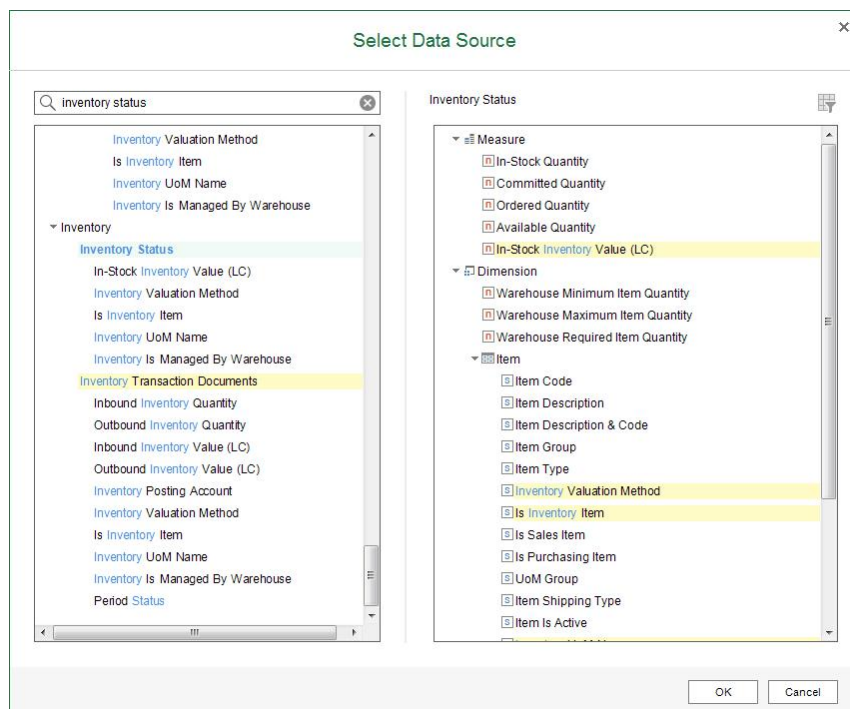 Select Data Source
inventory status
Inventory Valuation Method
Is Inventory Item
Inventory UoM Name
Inventory Is Managed By Warehouse
Inventory
Inventory Status
In-Stock Inventory Value (LC)
Inventory Valuation Method
Is Inventory Item
Inventory UoM Name
Inventory Is Managed By Warehouse
Inventory Transaction Documents
Inbound Inventory Quantity
Outbound Inventory Quantity
Inbound Inventory Value (LC)
Outbound Inventory Value (LC)
Inventory Posting Account
Inventory Valuation Method
Is Inventory Item
Inventory UoM Name
Inventory Is Managed By Warehouse
Period Status
Inventory Status
Measure
In-Stock Quantity
Committed Quantity
Ordered Quantity
Available Quantity
In-Stock Inventory Value (LC)
Dimension
Warehouse Minimum Item Quantity
Warehouse Maximum Item Quantity
Warehouse Required Item Quantity
Item
Item Code
Item Description
Item Description & Code
Item Group
Item Type
Inventory Valuation Method
Is Inventory Item
Is Sales Item
Is Purchasing Item
UoM Group
Item Shipping Type
Item Is Active
OK
Cancel